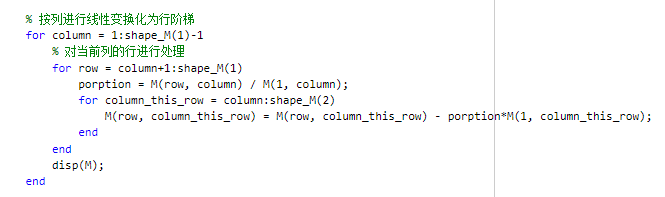 % 按列进行线性变换化为行阶梯
for column = 1:shape_M(1)-1
% 对当前列的行进行处理
for row = column+1:shape_M(1)
porption = M(row, column) / M(1, column);
for column_this_row = column:shape_M(2)
M(row, column_this_row) = M(row, column_this_row) - porption*M(1, column_this_row);
end
end
disp(M);
end